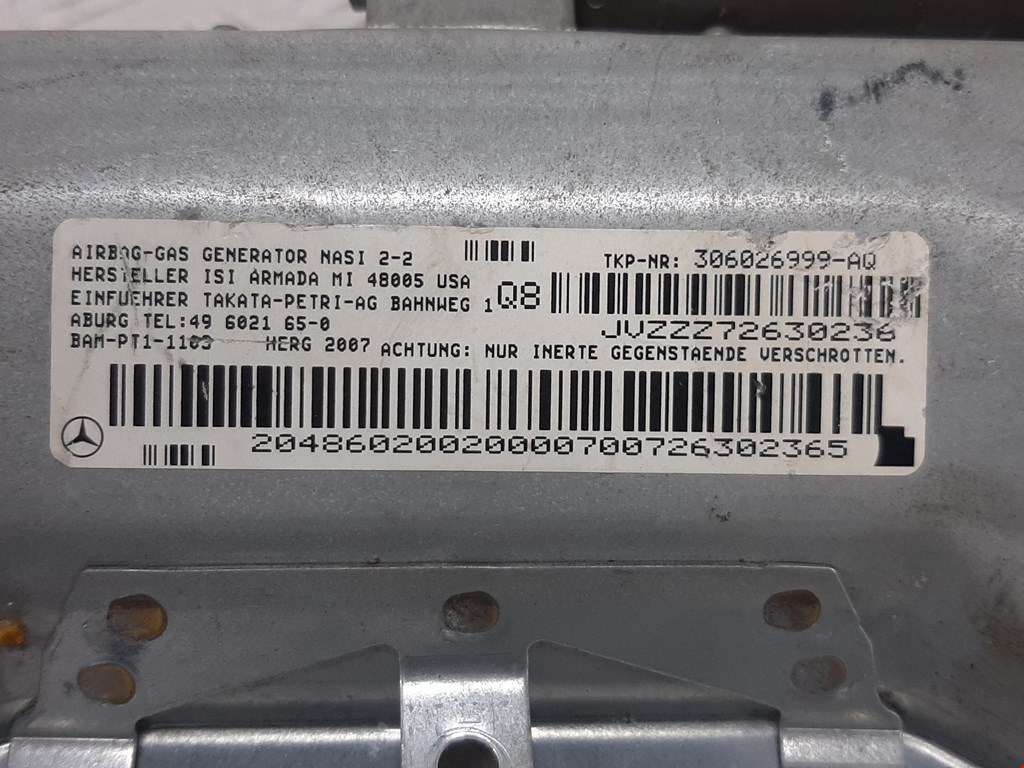 AIRBAG-GAS GENERATOR NASI 2-2
HERSTELLER ISI ARMADA MI 48005 USA
EINFUEHRER TAKATA-PETRI-AG BAHNWEG 1
ABURG TEL:49 6021 65-0
BAM-PT1-1103 HERG 2007
Q8
TKP-NR: 306026999-AQ
JVZZZ72630236
ACHTUNG: NUR INERTE GEGENSTAENDE VERSCHROTTEN.
20486020020000700726302365